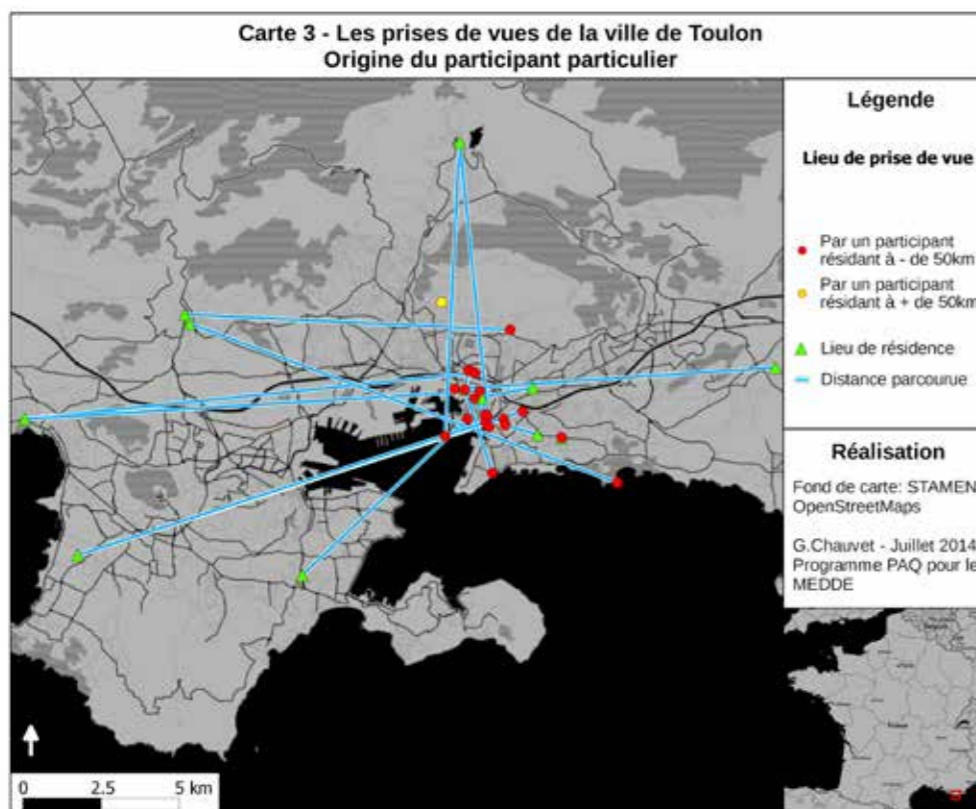 Carte 3 - Les prises de vues de la ville de Toulon
Origine du participant particulier
Légende
Lieu de prise de vue
Par un participant
résidant à - de 50km
Par un participant
résidant à + de 50km
Lieu de résidence
Distance parcourue
Réalisation
Fond de carte: STAMEN
OpenStreetMaps
G.Chauvet - Juillet 2014
Programme PAQ pour le
MEDDE
0 2.5 5 km